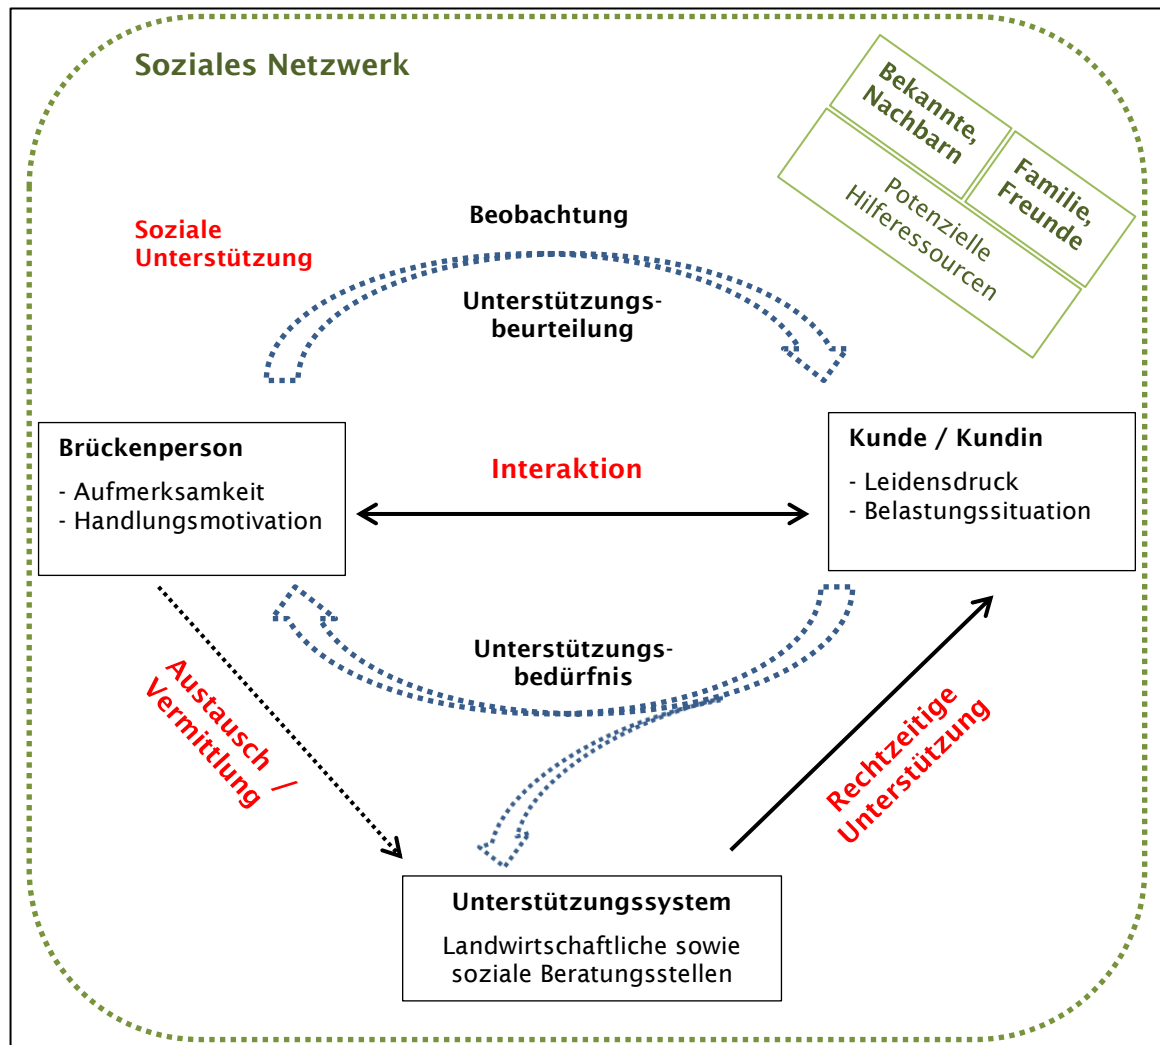 Soziales Netzwerk
Bekannte,
Nachbarn
Familie,
Freunde
Potenzielle
Hilferessourcen
Soziale
Unterstützung
Beobachtung
Unterstützungs-
beurteilung
Brückenperson
- Aufmerksamkeit
- Handlungsmotivation
Interaktion
Kunde / Kundin
- Leidensdruck
- Belastungssituation
Unterstützungs-
bedürfnis
Austausch /
Vermittlung
Rechtzeitige
Unterstützung
Unterstützungssystem
Landwirtschaftliche sowie
soziale Beratungsstellen